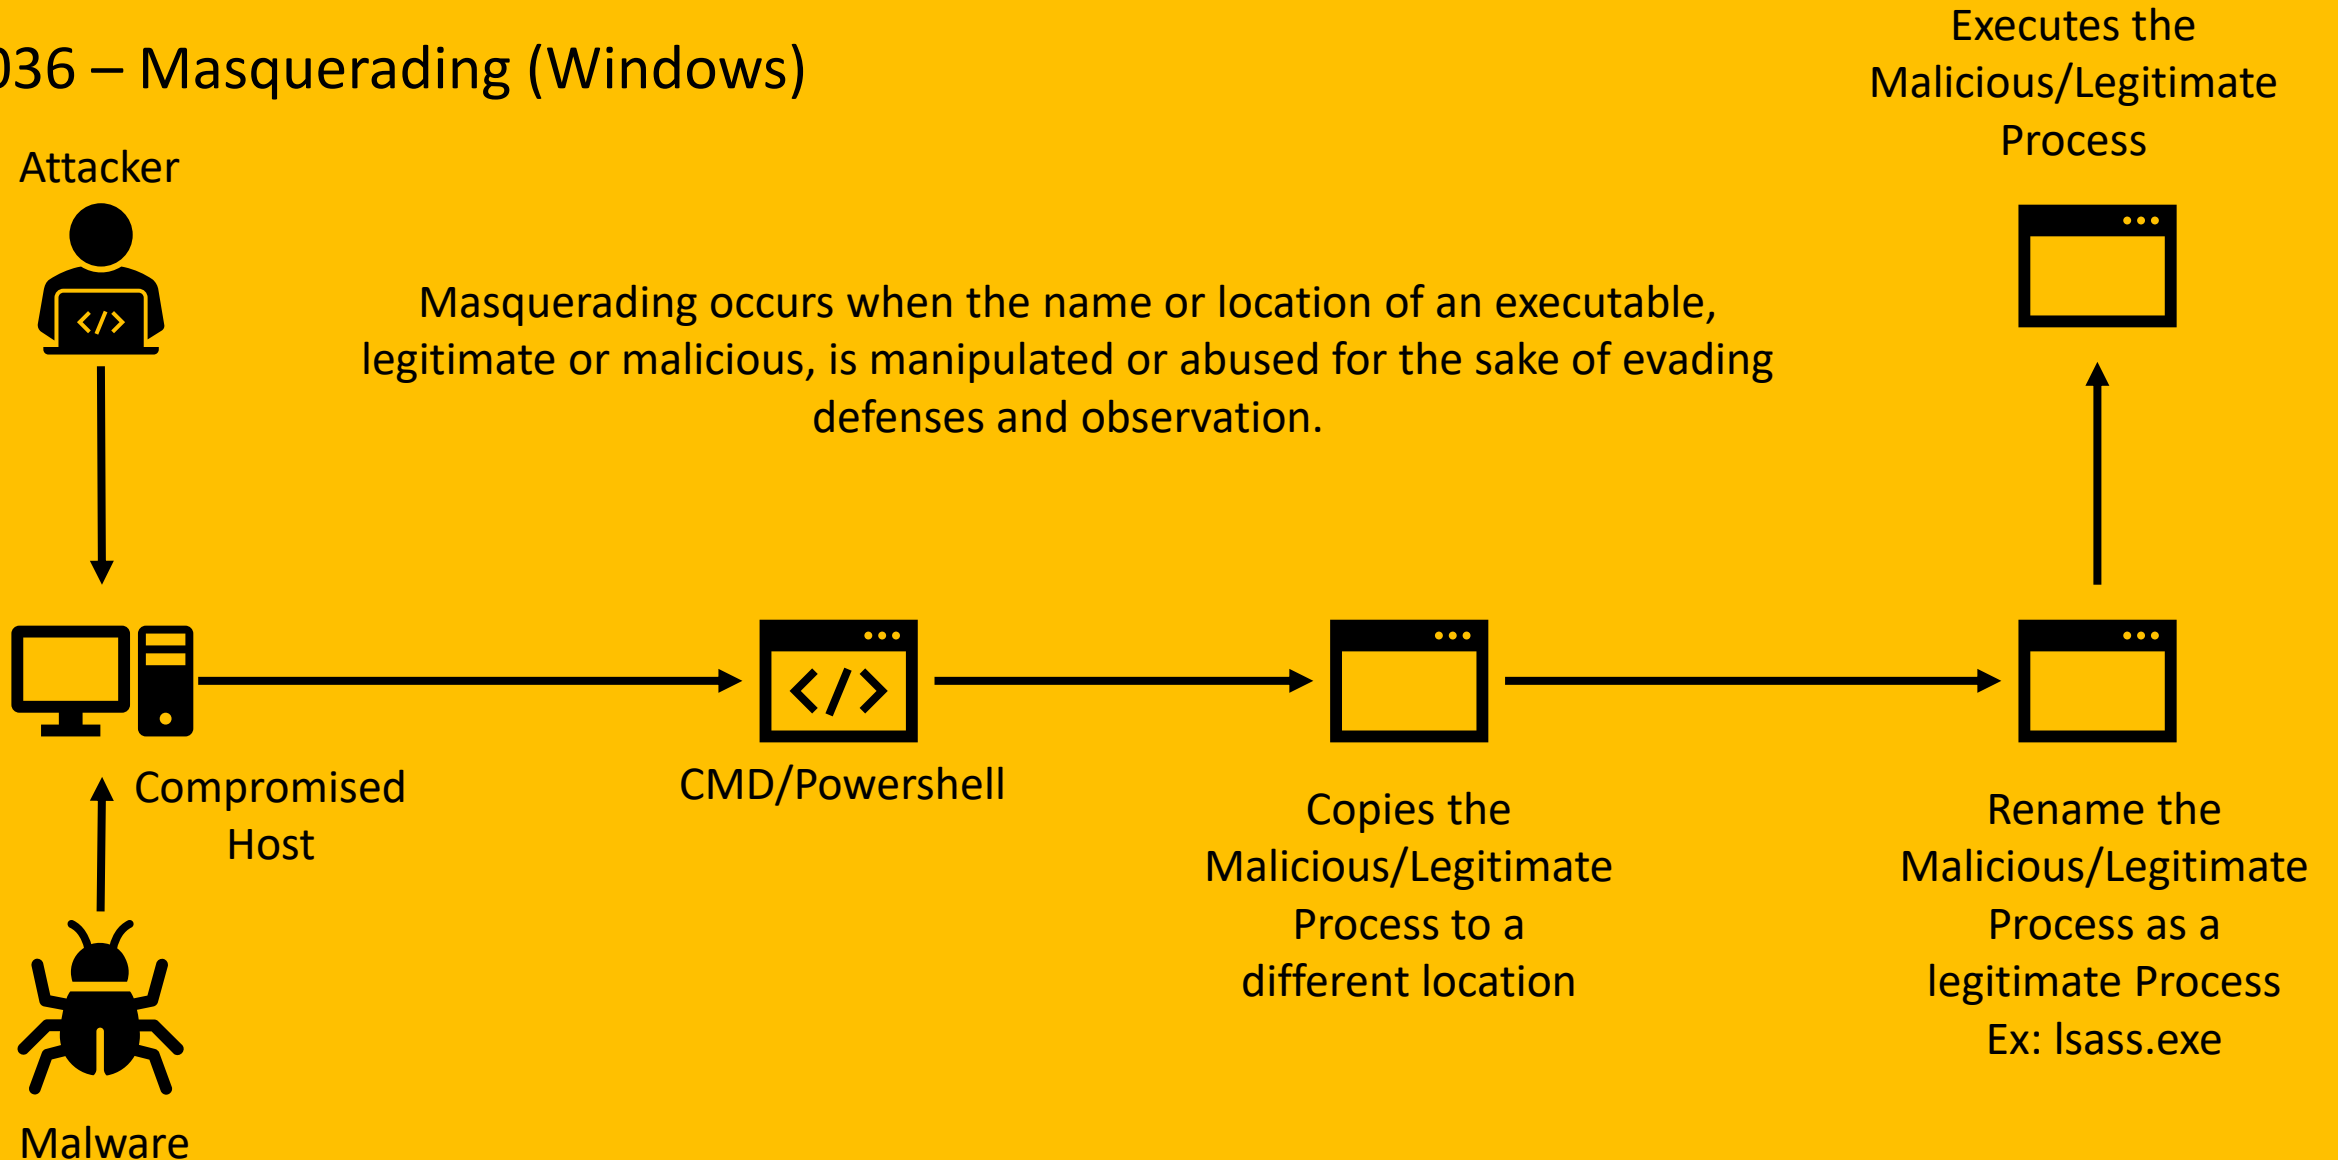 036 – Masquerading (Windows)
Executes the
Malicious/Legitimate
Process
Attacker
Masquerading occurs when the name or location of an executable,
legitimate or malicious, is manipulated or abused for the sake of evading
defenses and observation.
Compromised
Host
CMD/Powershell
Copies the
Malicious/Legitimate
Process to a
different location
Rename the
Malicious/Legitimate
Process as a
legitimate Process
Ex: lsass.exe
Malware